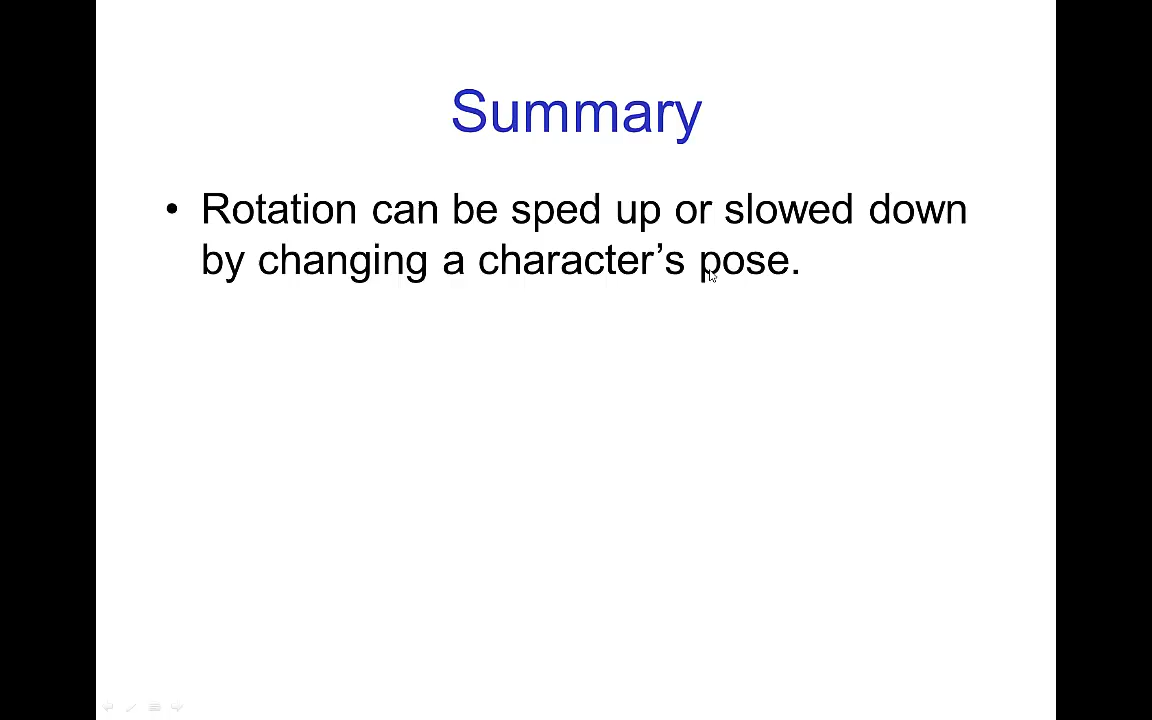 Summary
• Rotation can be sped up or slowed down
by changing a character’s pose.